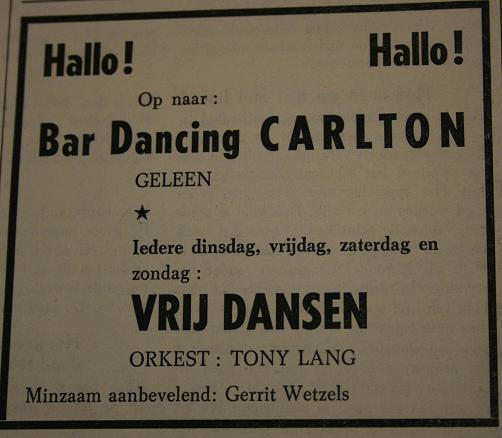 Hallo! Hallo!
Op naar :
Bar Dancing CARLTON
GELEEN
★
Iedere dinsdag, vrijdag, zaterdag en
zondag :
VRIJ DANSEN
ORKEST : TONY LANG
Minzaam aanbevelend: Gerrit Wetzels